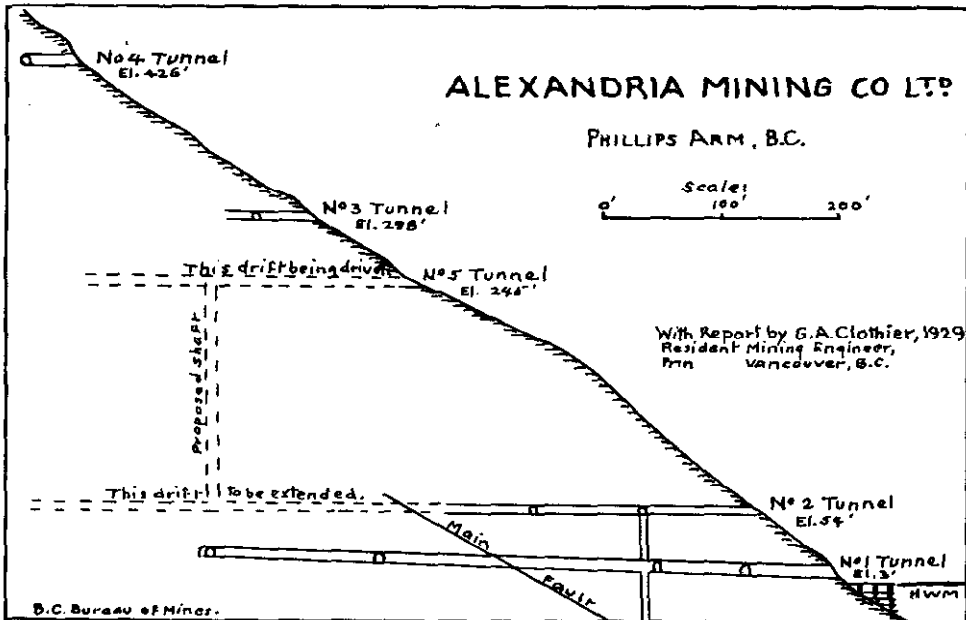 No 4 Tunnel
El. 426'
ALEXANDRIA MINING CO LTD
PHILLIPS ARM, B.C.
Scale:
0' 100' 200'
No 3 Tunnel
El. 298'
This drift being driven
No 5 Tunnel
El. 245'
With Report by G.A. Clothier, 1929
Resident Mining Engineer,
Vancouver, B.C.
Proposed Shaft
This drift to be extended.
No 2 Tunnel
El. 54'
Main
Fault
No 1 Tunnel
El. 3'
HWM
B.C. Bureau of Mines.